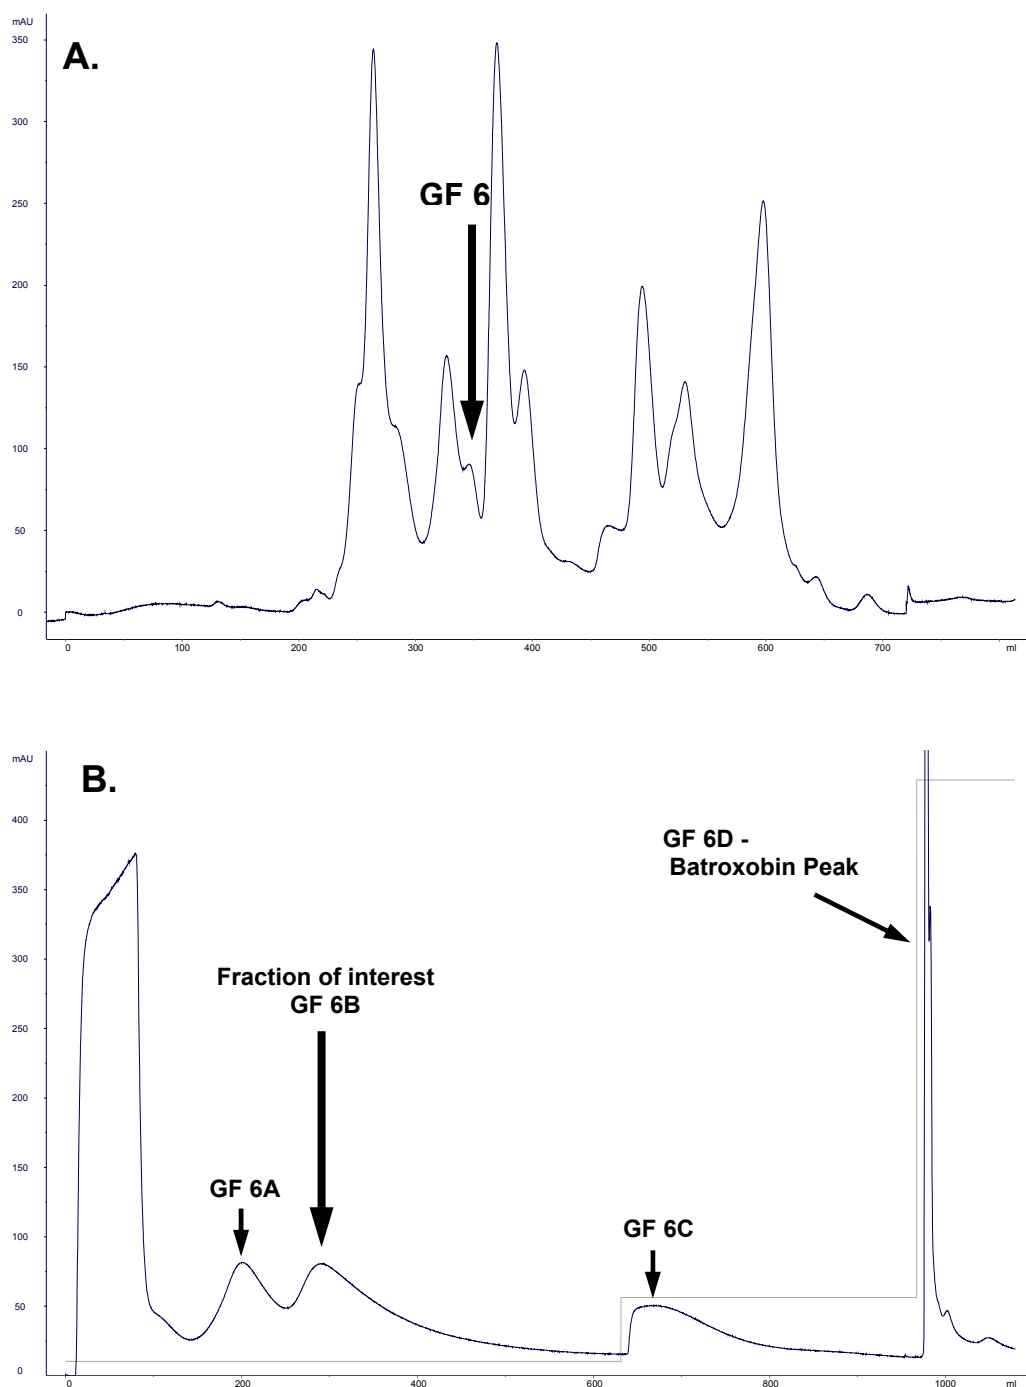 mAU
A.
350
300
GF 6
250
200
150
100
50
0
0 100 200 300 400 500 600 700 ml
mAU
B.
400
GF 6D -
Batroxobin Peak
350
300
Fraction of interest
GF 6B
250
200
150
GF 6A
100
GF 6C
50
0
0 200 400 600 800 1000 ml